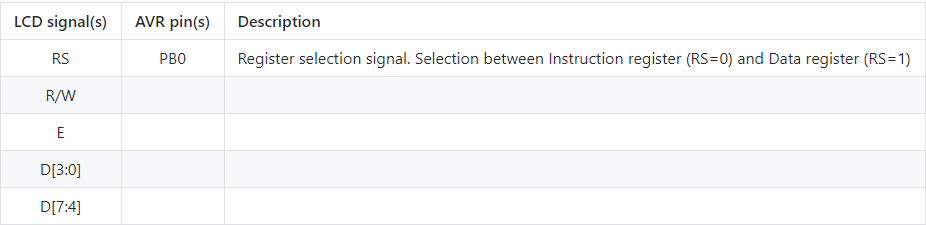 LCD signal(s) AVR pin(s) Description
RS PB0 Register selection signal. Selection between Instruction register (RS=0) and Data register (RS=1)
R/W
E
D[3:0]
D[7:4]